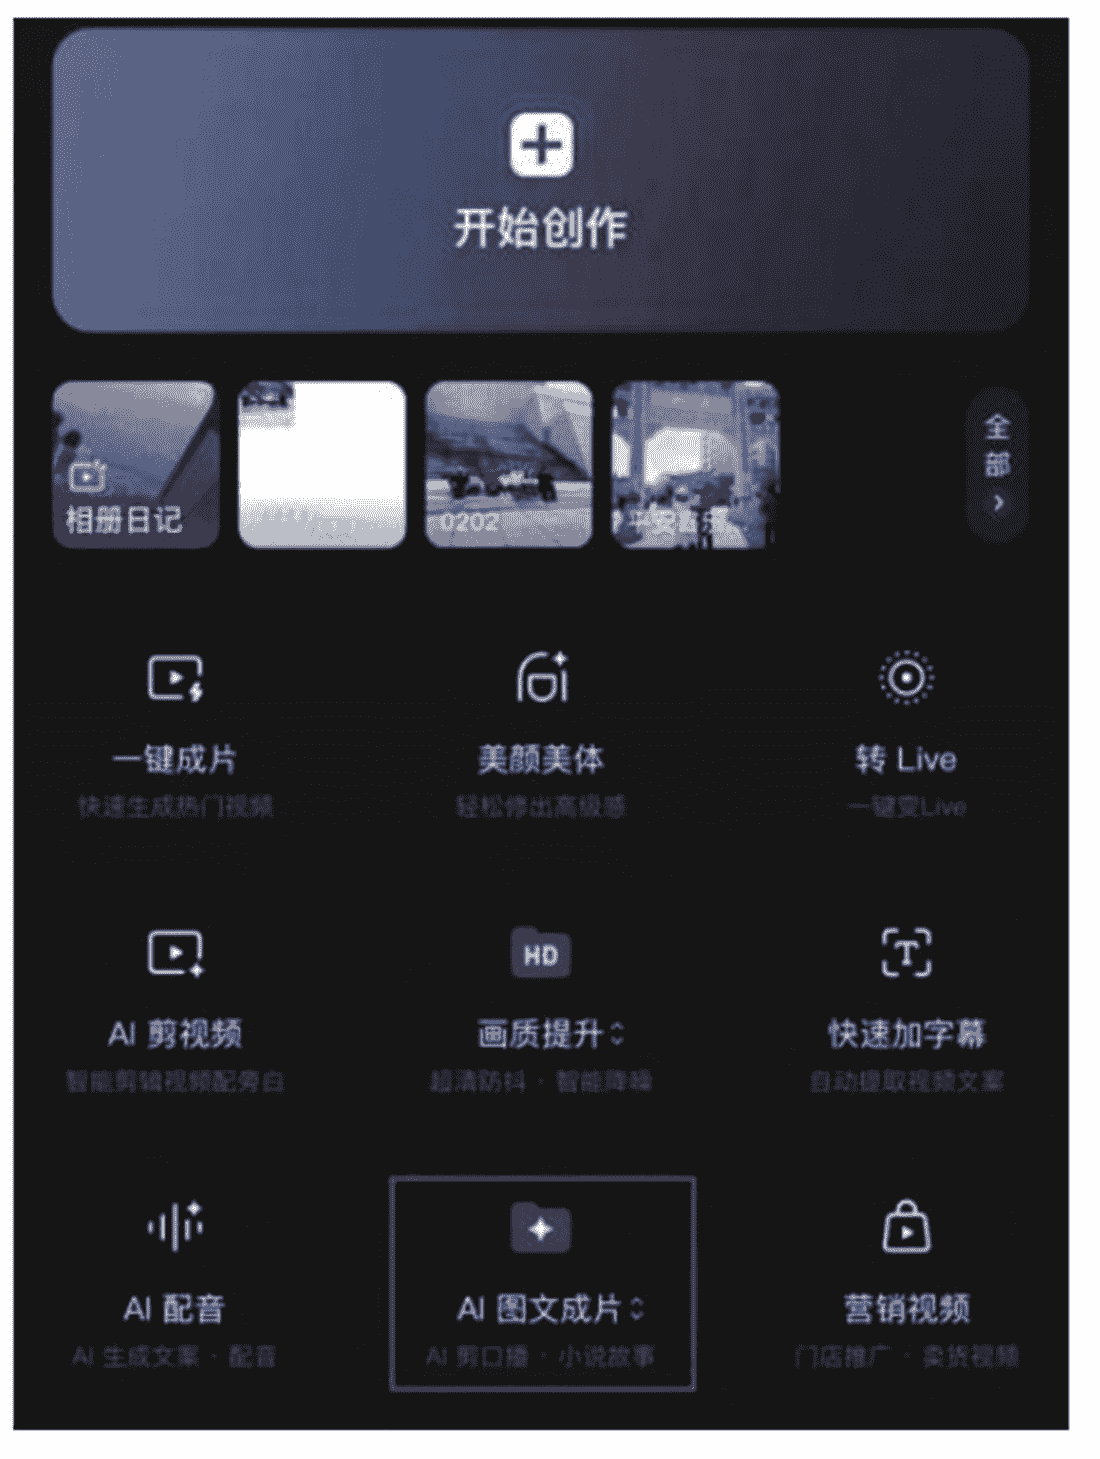 开始创作
全部
相册日记
0202
一键成片
美颜美体
转 Live
快速生成热门视频
轻松修出高级感
一键变Live
HD
AI 剪视频
画质提升
快速加字幕
智能剪辑视频配旁白
超清防抖 · 智能降噪
自动提取视频文案
AI 配音
AI 图文成片
营销视频
AI 生成文案 · 配音
AI 剪口播 · 小说故事
门店推广 · 卖货视频